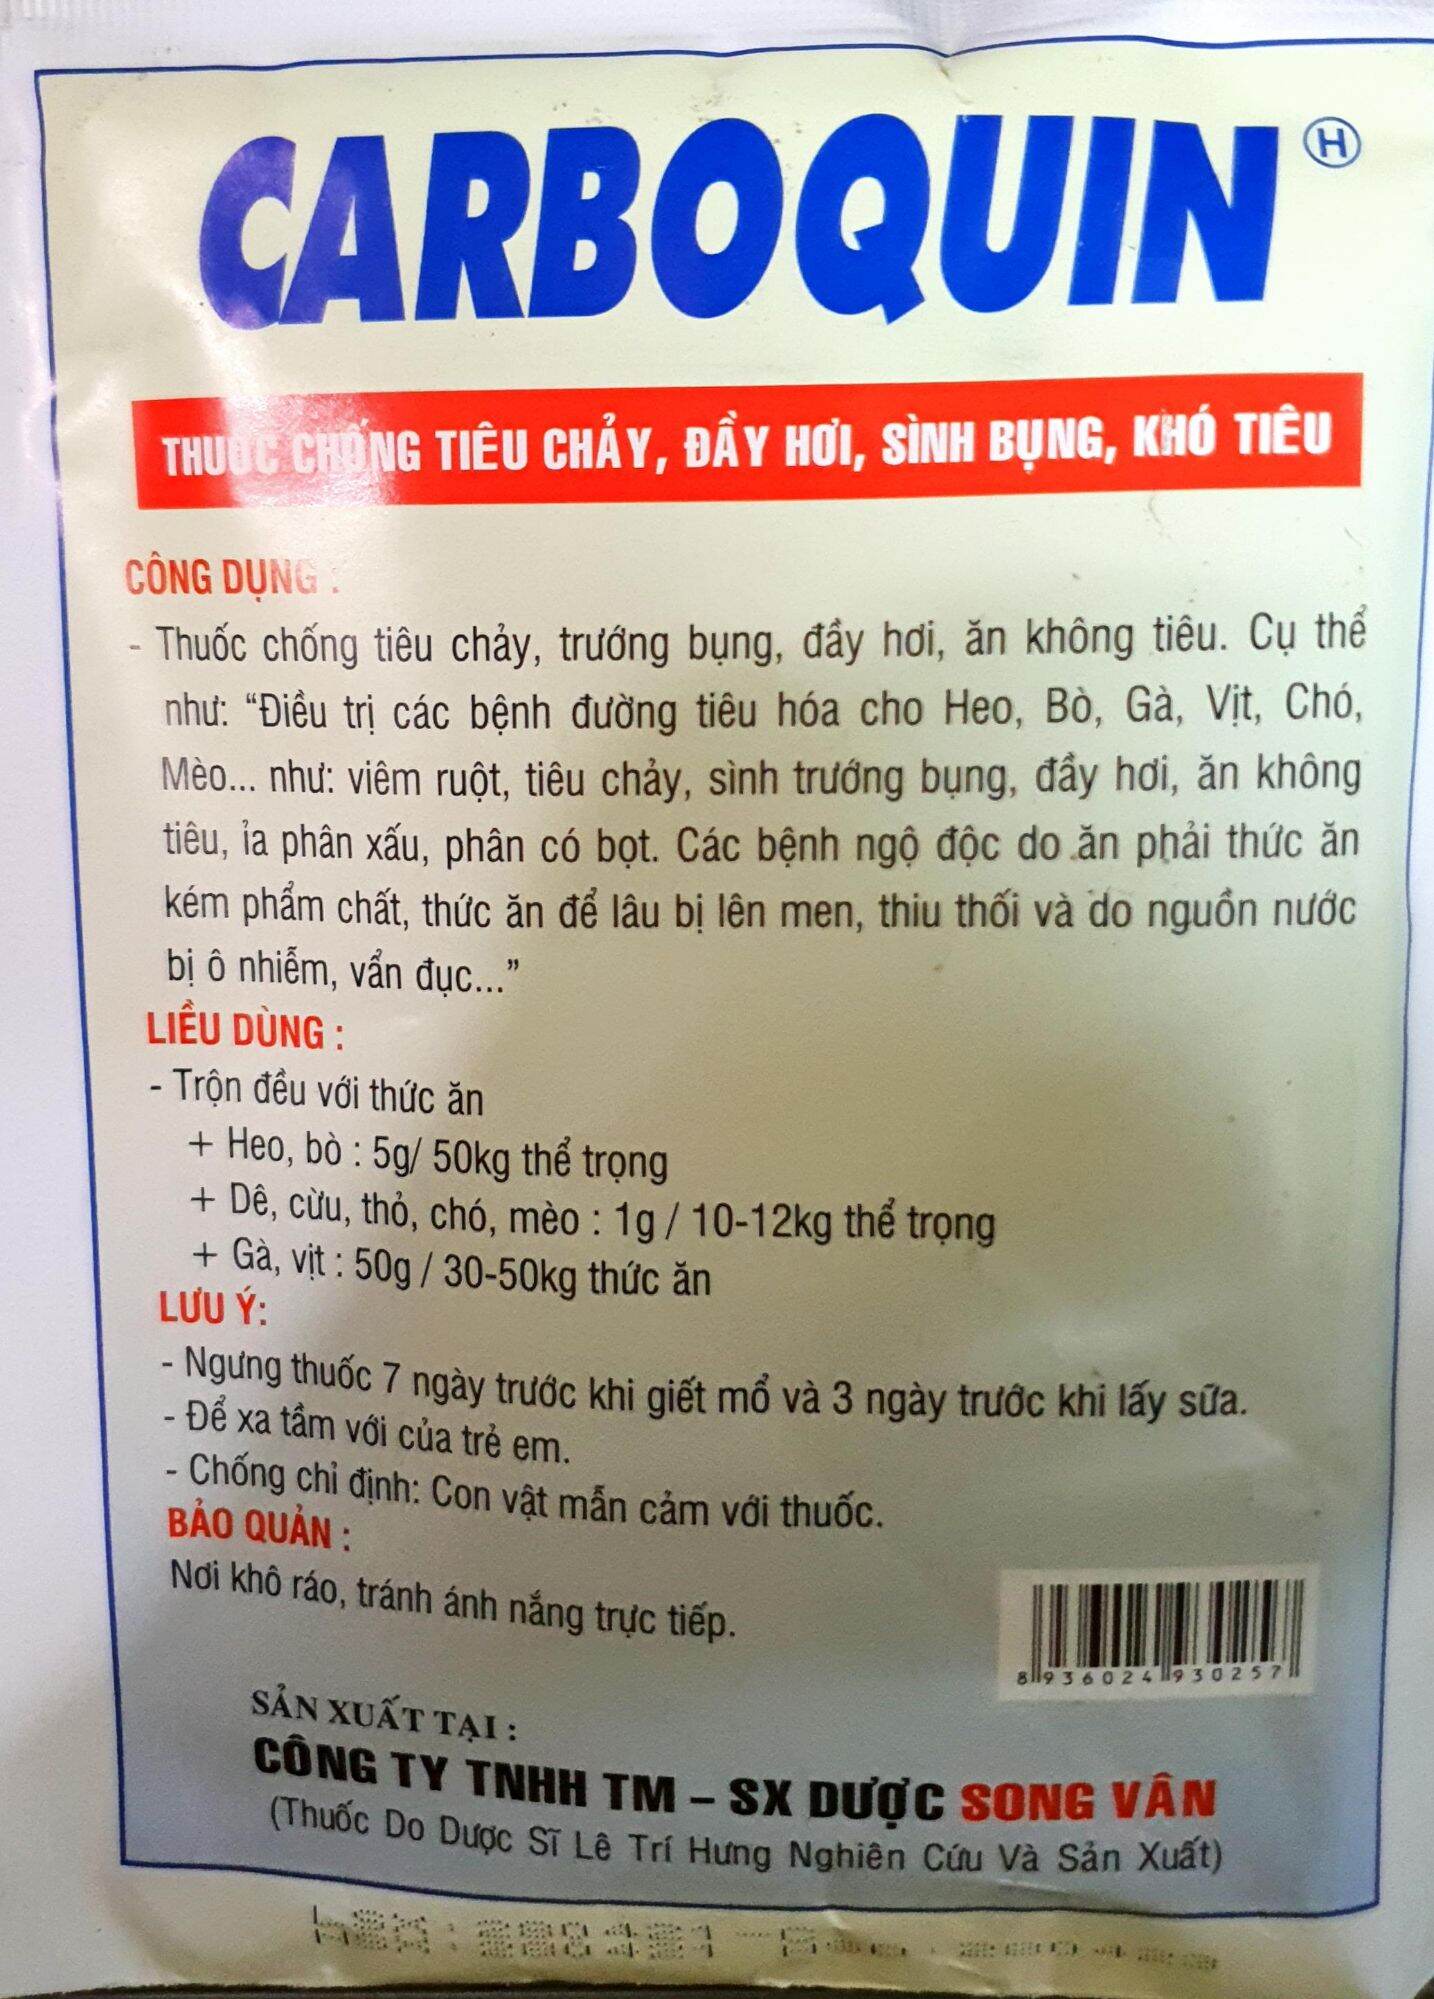 CARBOQUIN Ⓗ
THUỐC CHỐNG TIÊU CHẢY, ĐẦY HƠI, SÌNH BỤNG, KHÓ TIÊU
CÔNG DỤNG :
- Thuốc chống tiêu chảy, trướng bụng, đầy hơi, ăn không tiêu. Cụ thể
như: “Điều trị các bệnh đường tiêu hóa cho Heo, Bò, Gà, Vịt, Chó,
Mèo... như: viêm ruột, tiêu chảy, sình trướng bụng, đầy hơi, ăn không
tiêu, ỉa phân xấu, phân có bọt. Các bệnh ngộ độc do ăn phải thức ăn
kém phẩm chất, thức ăn để lâu bị lên men, thiu thối và do nguồn nước
bị ô nhiễm, vẩn đục...”
LIỀU DÙNG :
- Trộn đều với thức ăn
+ Heo, bò : 5g/ 50kg thể trọng
+ Dê, cừu, thỏ, chó, mèo : 1g / 10-12kg thể trọng
+ Gà, vịt : 50g / 30-50kg thức ăn
LƯU Ý:
- Ngưng thuốc 7 ngày trước khi giết mổ và 3 ngày trước khi lấy sữa.
- Để xa tầm với của trẻ em.
- Chống chỉ định: Con vật mẫn cảm với thuốc.
BẢO QUẢN :
Nơi khô ráo, tránh ánh nắng trực tiếp.
8 936024 930257
SẢN XUẤT TẠI :
CÔNG TY TNHH TM – SX DƯỢC SONG VÂN
(Thuốc Do Dược Sĩ Lê Trí Hưng Nghiên Cứu Và Sản Xuất)